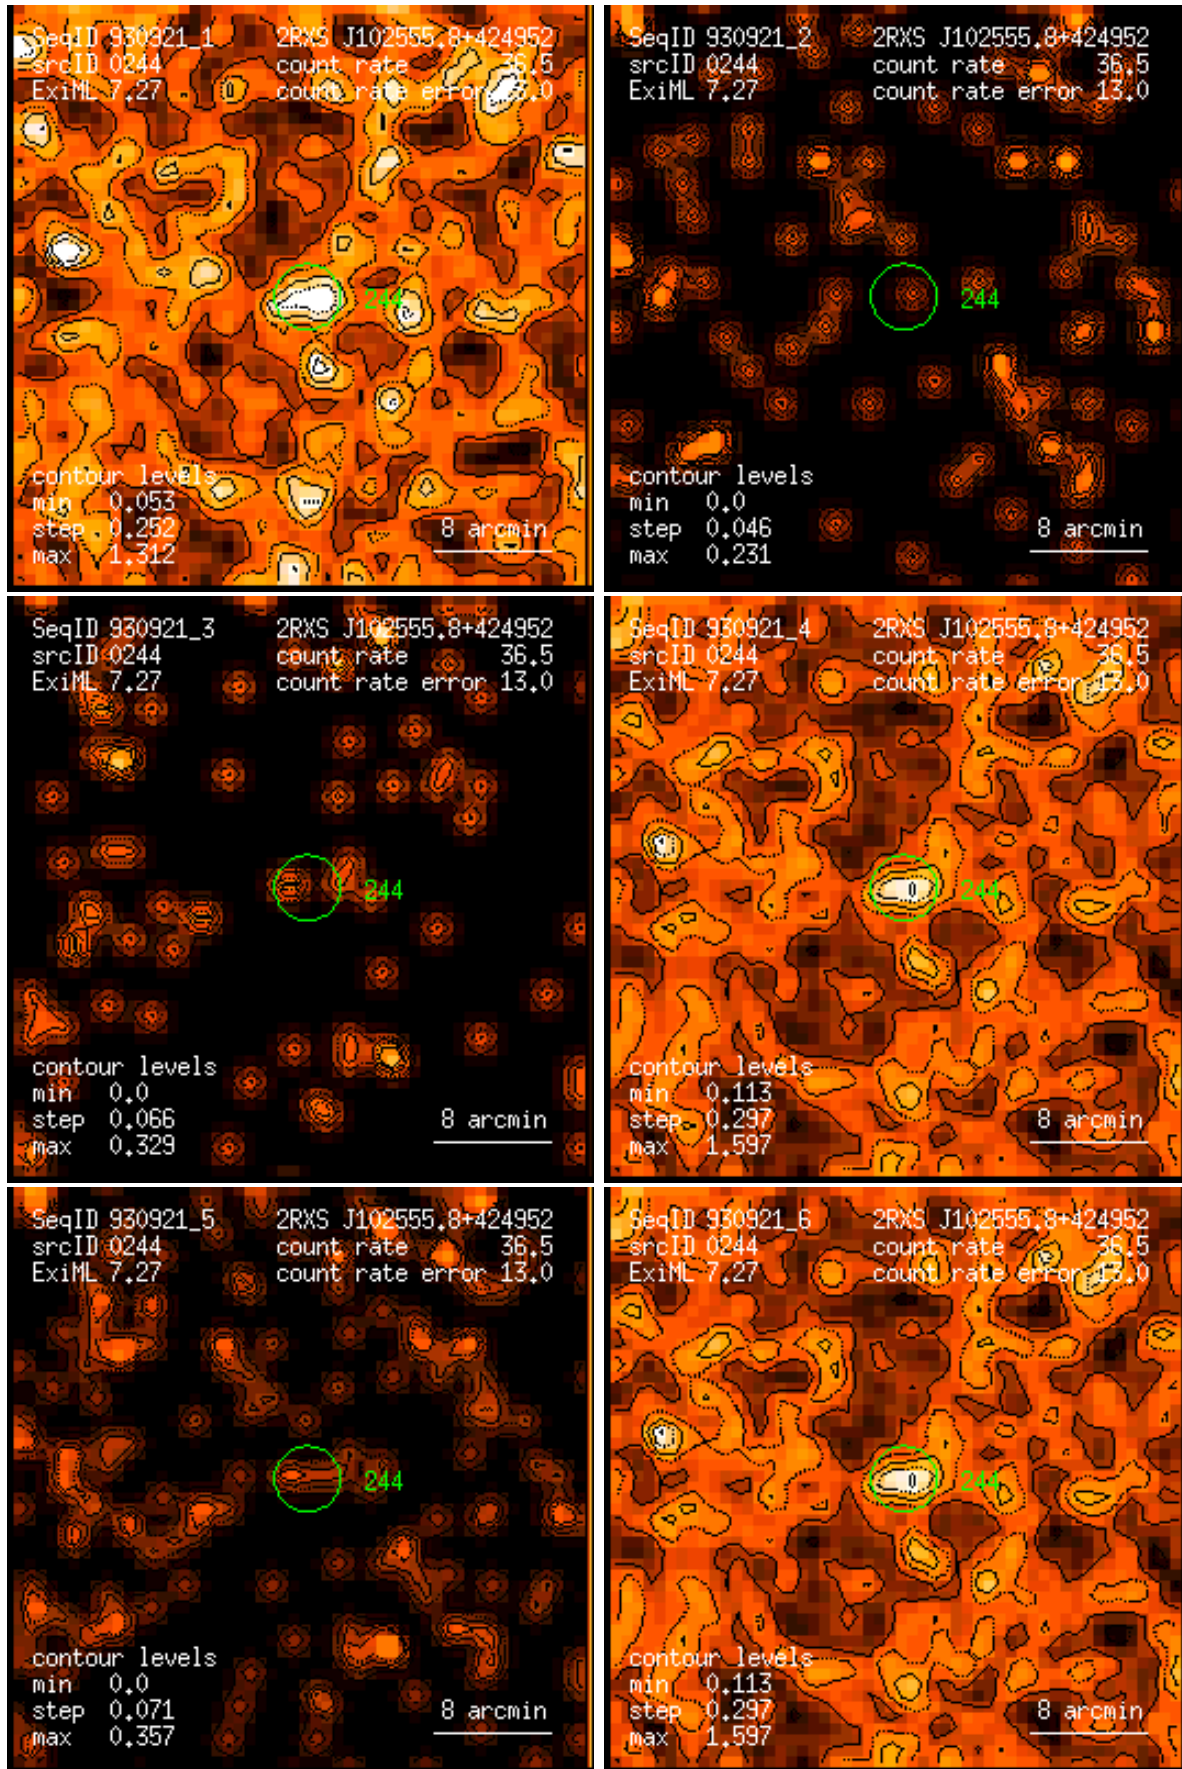 SeqID 930921_1 2RXS J102555.8+424952
srcID 0244 count rate 36.5
ExiML 7.27 count rate error 13.0
244
contour levels
min 0.053
step 0.252 8 arcmin
max 1.312
SeqID 930921_2 2RXS J102555.8+424952
srcID 0244 count rate 36.5
ExiML 7.27 count rate error 13.0
244
contour levels
min 0.0
step 0.046 8 arcmin
max 0.231
SeqID 930921_3 2RXS J102555.8+424952
srcID 0244 count rate 36.5
ExiML 7.27 count rate error 13.0
244
contour levels
min 0.0
step 0.066 8 arcmin
max 0.329
SeqID 930921_4 2RXS J102555.8+424952
srcID 0244 count rate 36.5
ExiML 7.27 count rate error 13.0
244
contour levels
min 0.113
step 0.297 8 arcmin
max 1.597
SeqID 930921_5 2RXS J102555.8+424952
srcID 0244 count rate 36.5
ExiML 7.27 count rate error 13.0
244
contour levels
min 0.0
step 0.071 8 arcmin
max 0.357
SeqID 930921_6 2RXS J102555.8+424952
srcID 0244 count rate 36.5
ExiML 7.27 count rate error 13.0
244
contour levels
min 0.113
step 0.297 8 arcmin
max 1.597